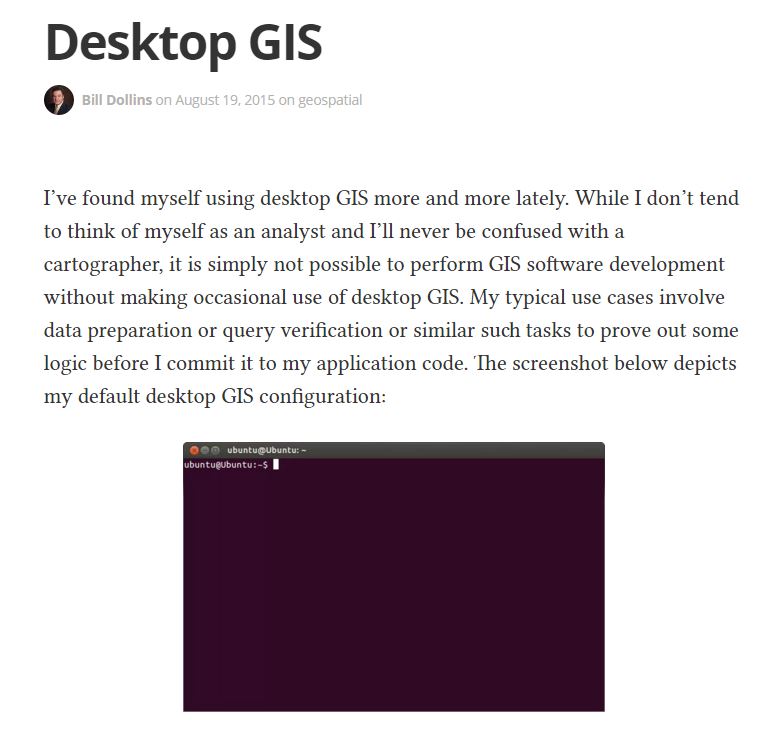 Desktop GIS
Bill Dollins on August 19, 2015 on geospatial
I’ve found myself using desktop GIS more and more lately. While I don’t tend
to think of myself as an analyst and I’ll never be confused with a
cartographer, it is simply not possible to perform GIS software development
without making occasional use of desktop GIS. My typical use cases involve
data preparation or query verification or similar such tasks to prove out some
logic before I commit it to my application code. The screenshot below depicts
my default desktop GIS configuration:
ubuntu@Ubuntu: ~
ubuntu@Ubuntu:~$